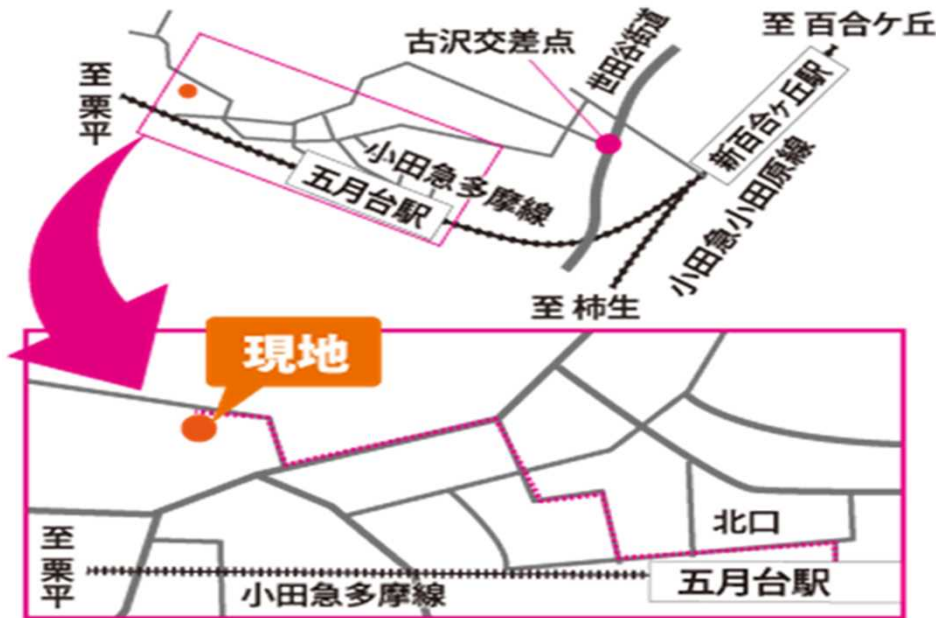 至 百合ケ丘
世田谷街道
古沢交差点
至栗平
新百合ヶ丘駅
小田急多摩線
五月台駅
小田急小田原線
至 柿生
現地
北口
至栗平
五月台駅
小田急多摩線